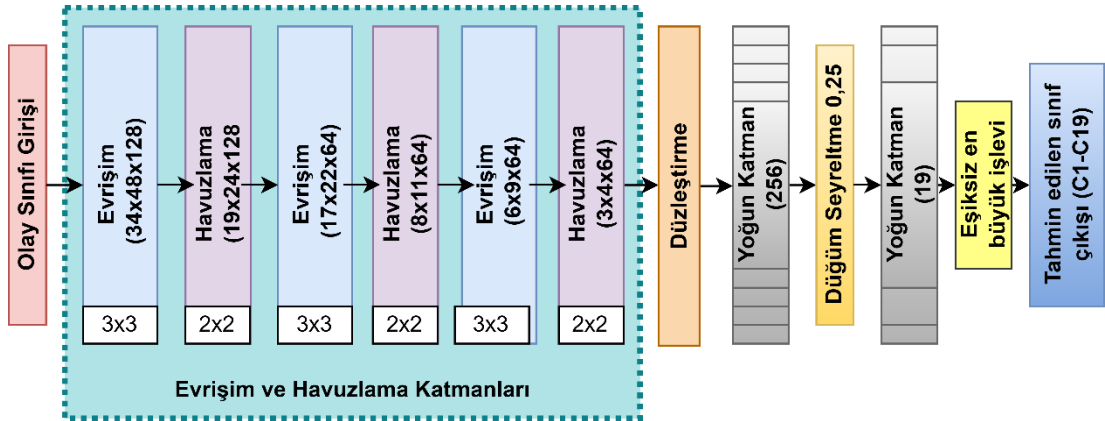 Olay Sınıfı Girişi
Evrişim
(34x48x128)
3x3
Havuzlama
(19x24x128
2x2
Evrişim
(17x22x64)
3x3
Havuzlama
(8x11x64)
2x2
Evrişim
(6x9x64)
3x3
Havuzlama
(3x4x64)
2x2
Evrişim ve Havuzlama Katmanları
Düzleştirme
Yoğun Katman
(256)
Düğüm Seyreltme 0,25
Yoğun Katman
(19)
Eşiksiz en
büyük işlevi
Tahmin edilen sınıf
çıkışı (C1-C19)